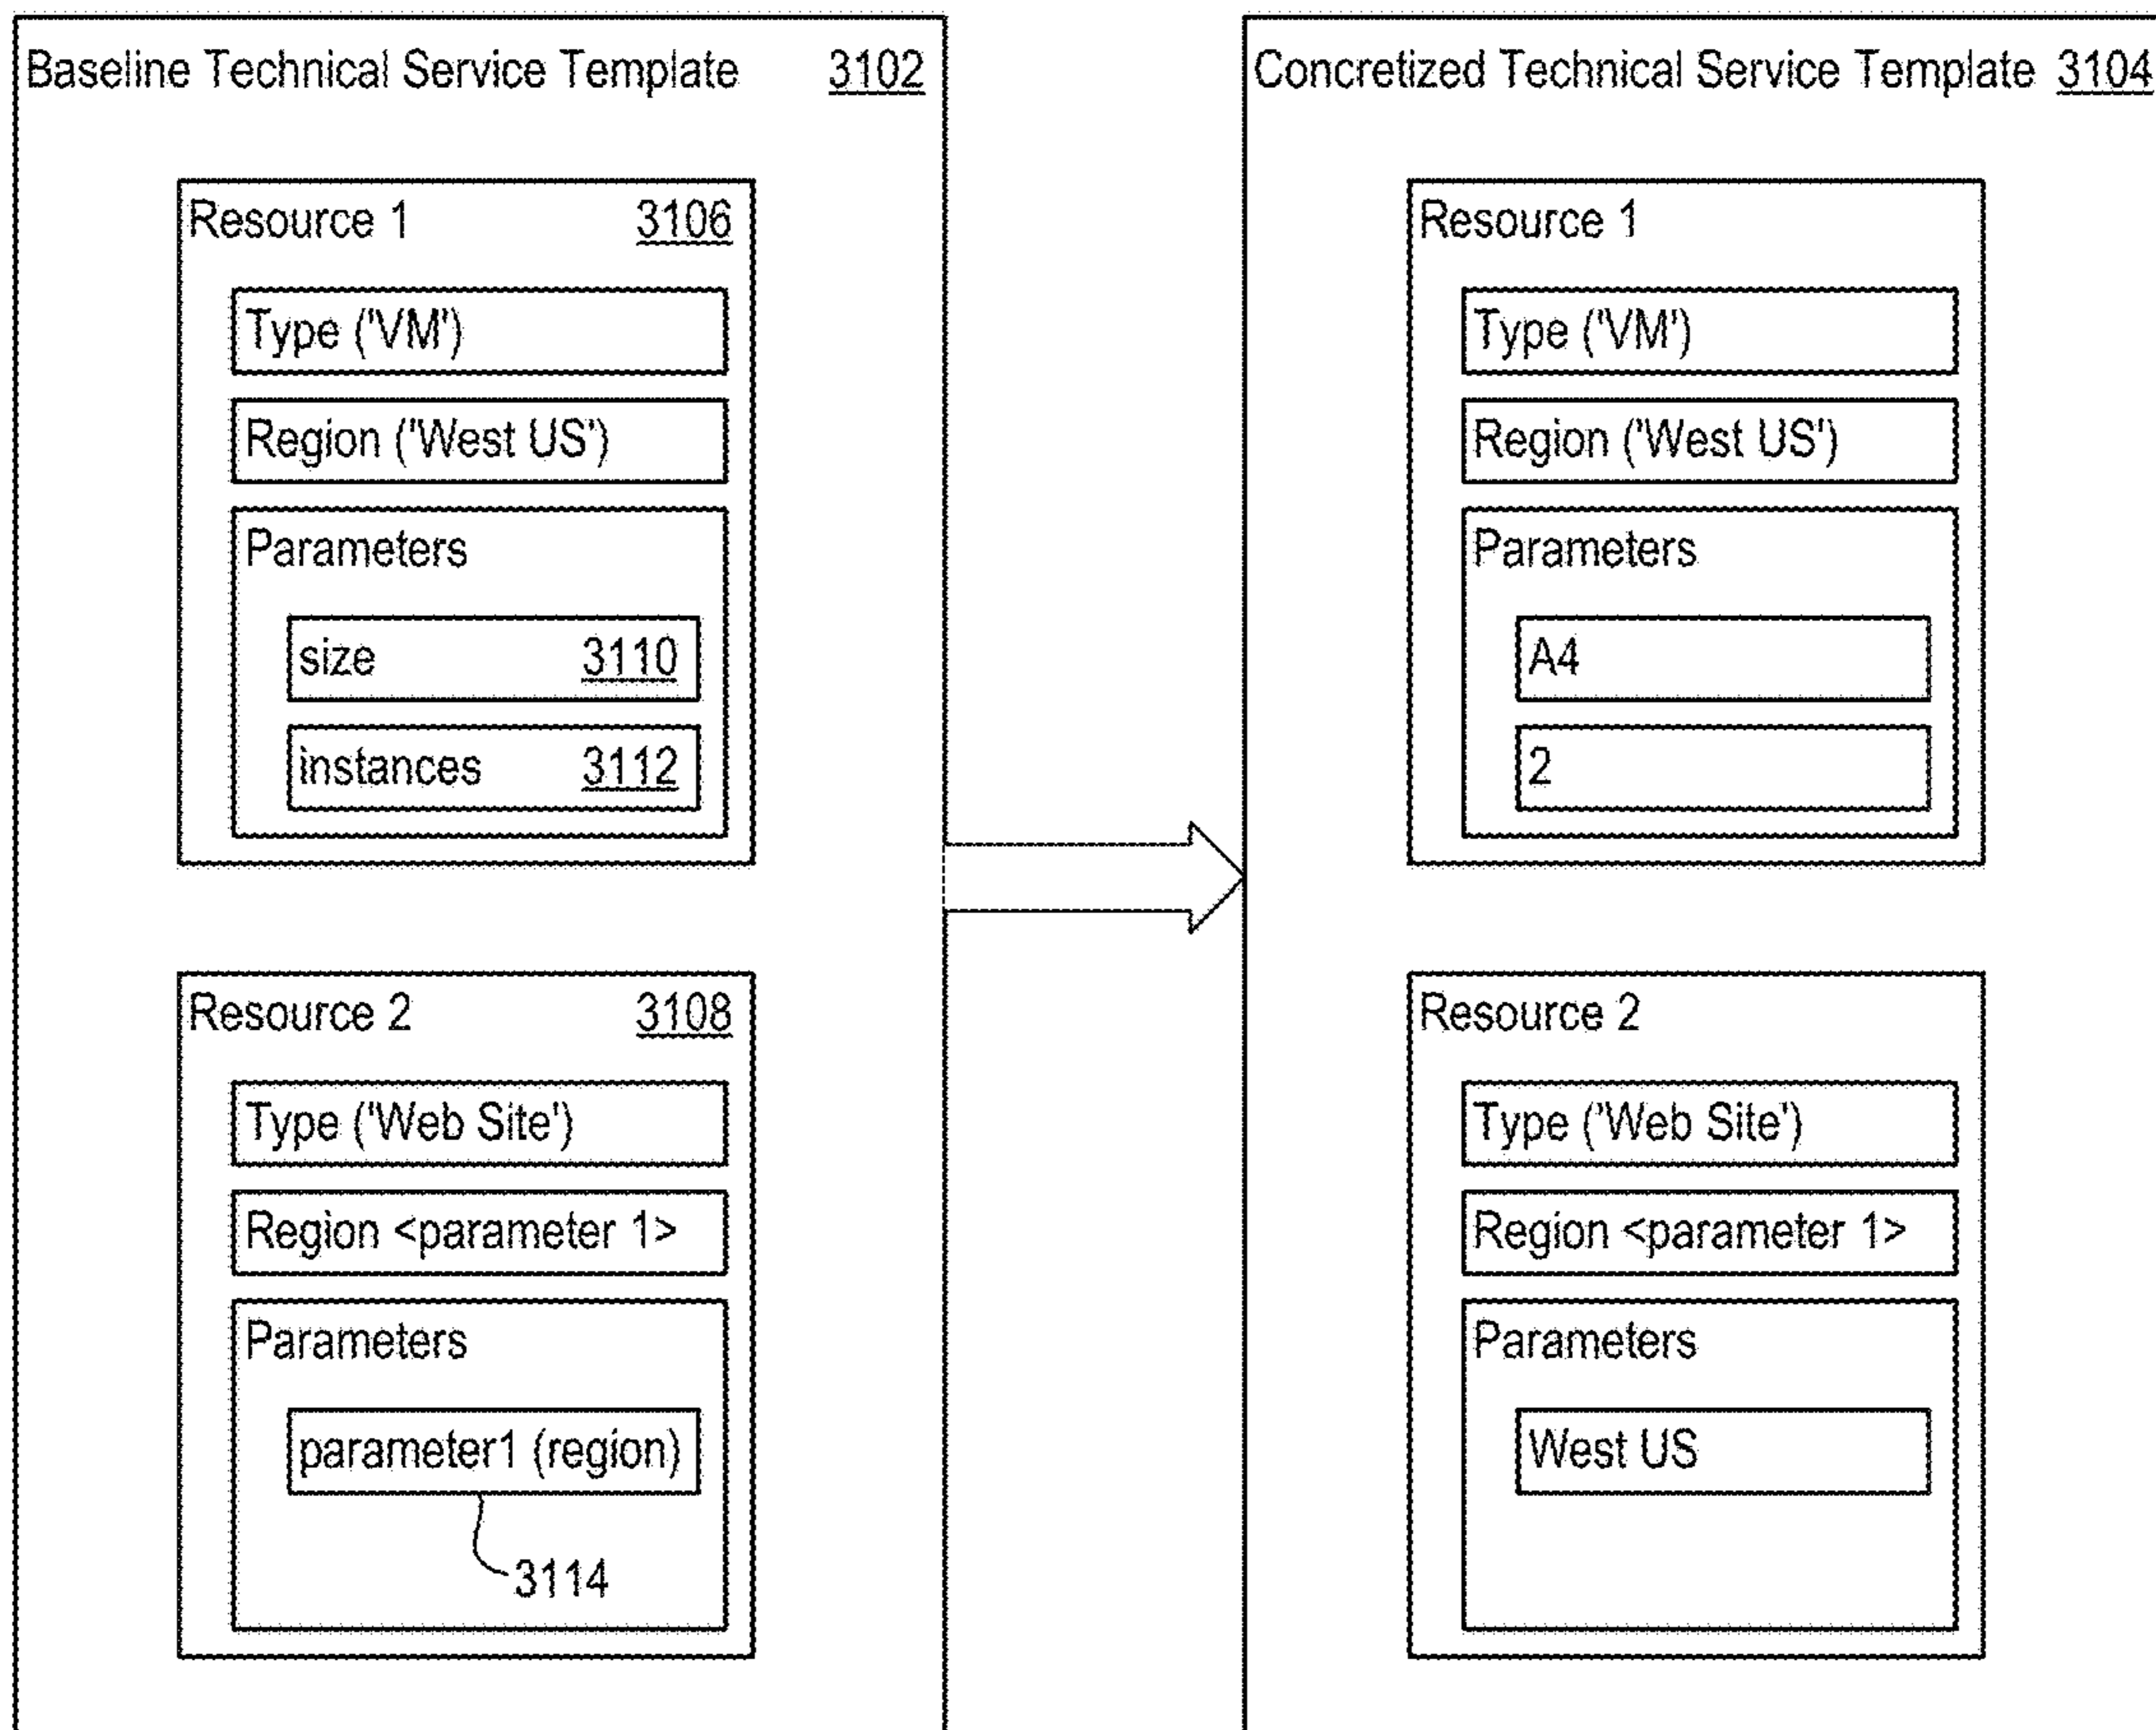 Baseline Technical Service Template 3102
Resource 1 3106
Type ('VM')
Region ('West US')
Parameters
size 3110
instances 3112
Resource 2 3108
Type ('Web Site')
Region <parameter 1>
Parameters
parameter1 (region)
3114
Concretized Technical Service Template 3104
Resource 1
Type ('VM')
Region ('West US')
Parameters
A4
2
Resource 2
Type ('Web Site')
Region <parameter 1>
Parameters
West US